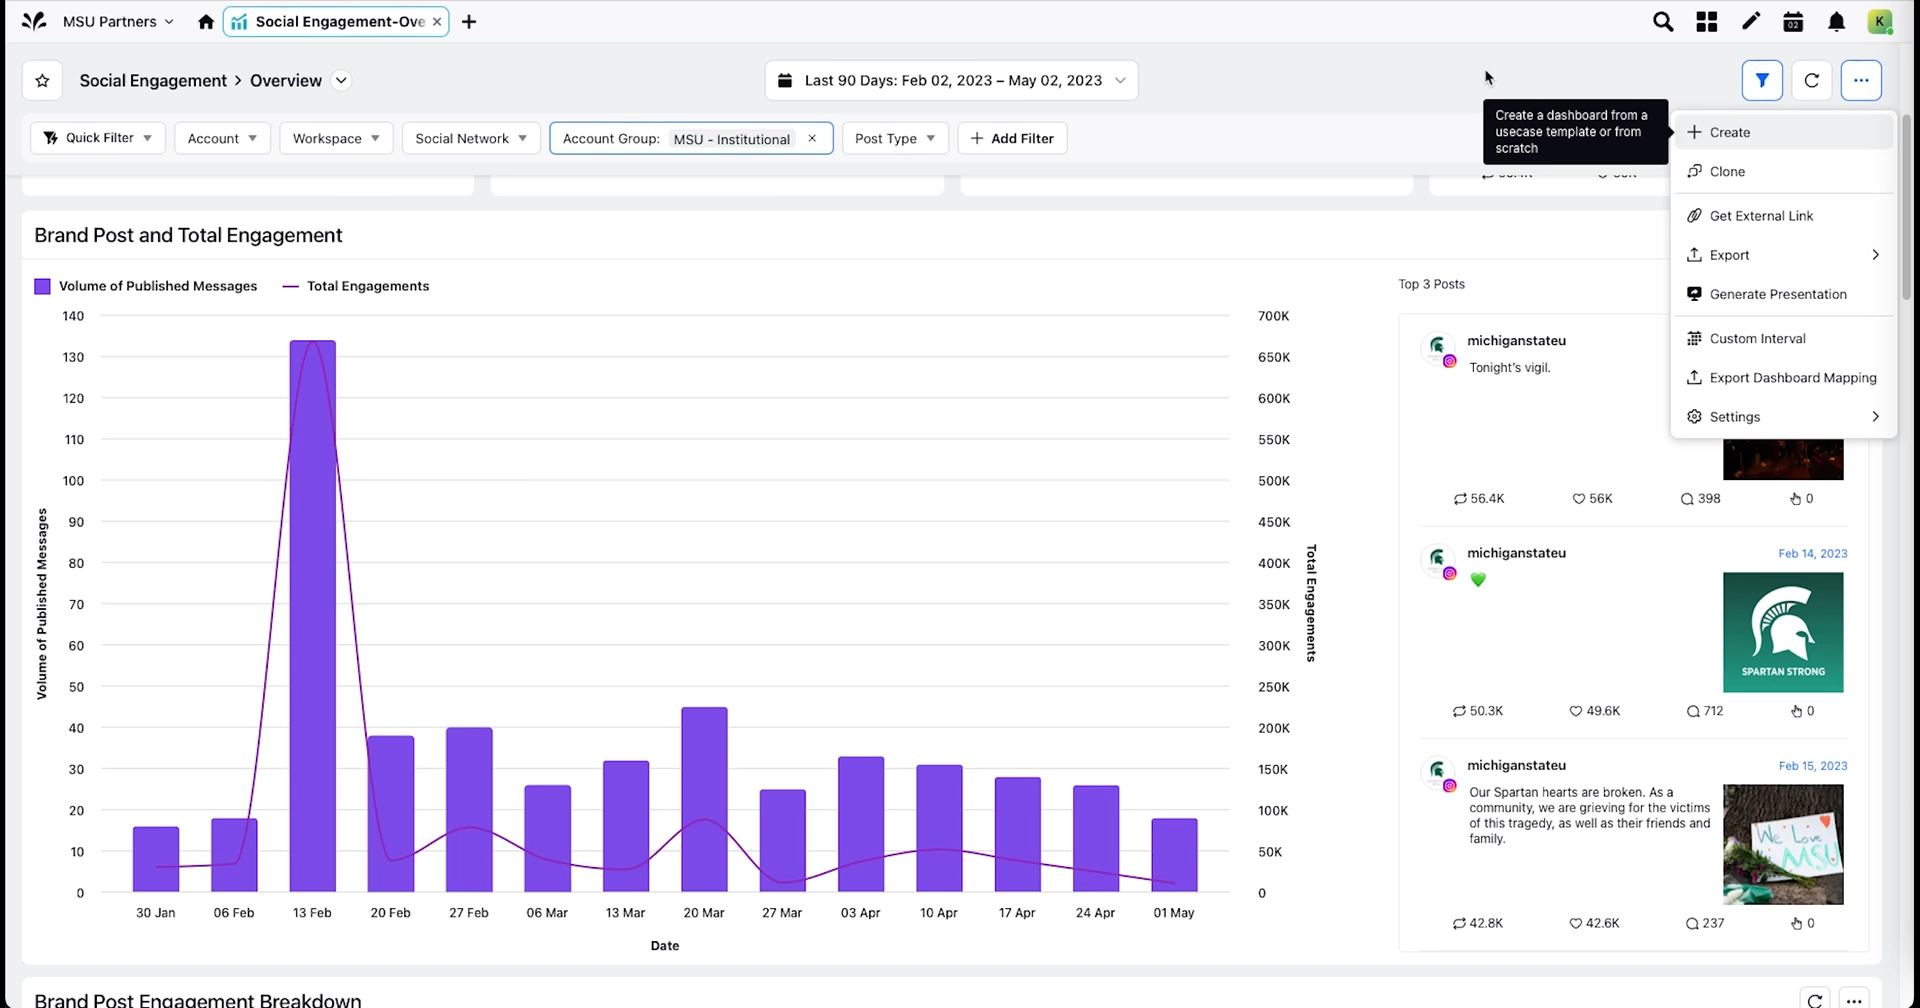 MSU Partners
Social Engagement-Ove
02
K
Social Engagement > Overview
Last 90 Days: Feb 02, 2023 – May 02, 2023
Quick Filter
Account
Workspace
Social Network
Account Group: MSU - Institutional ×
Post Type
+ Add Filter
Create a dashboard from a
usecase template or from
scratch
+ Create
Clone
Get External Link
Export
Generate Presentation
Custom Interval
Export Dashboard Mapping
Settings
Brand Post and Total Engagement
Volume of Published Messages
Total Engagements
140
130
120
110
100
90
80
70
60
50
40
30
20
10
0
Volume of Published Messages
700K
650K
600K
550K
500K
450K
400K
350K
300K
250K
200K
150K
100K
50K
0
Total Engagements
30 Jan
06 Feb
13 Feb
20 Feb
27 Feb
06 Mar
13 Mar
20 Mar
27 Mar
03 Apr
10 Apr
17 Apr
24 Apr
01 May
Date
Top 3 Posts
michiganstateu
Tonight's vigil.
56.4K
56K
398
0
michiganstateu
Feb 14, 2023
💚
SPARTAN STRONG
50.3K
49.6K
712
0
michiganstateu
Feb 15, 2023
Our Spartan hearts are broken. As a
community, we are grieving for the victims
of this tragedy, as well as their friends and
family.
We Love
MSU
42.8K
42.6K
237
0
Brand Post Engagement Breakdown